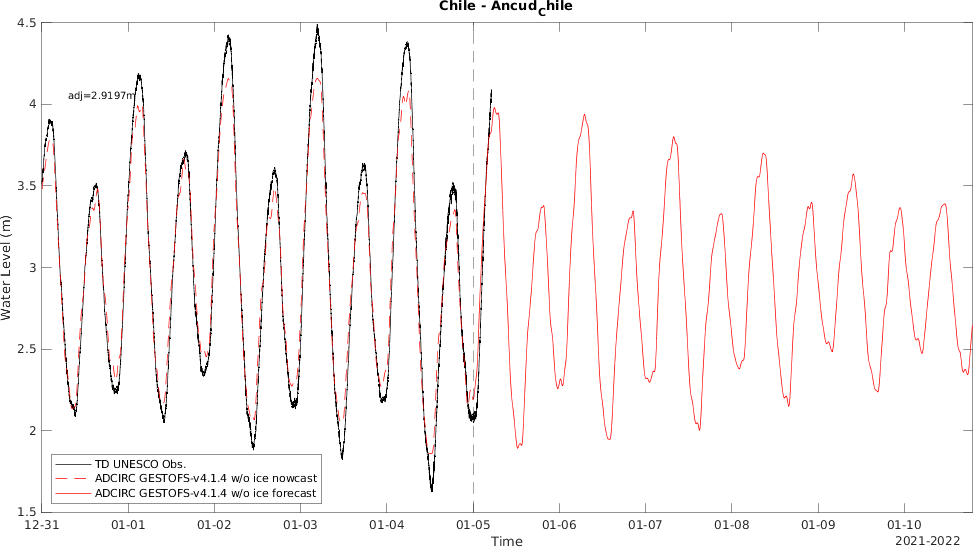 Chile - Ancud_Chile
4.5
4
3.5
3
2.5
2
1.5
Water Level (m)
adj=2.9197m
TD UNESCO Obs.
ADCIRC GESTOFS-v4.1.4 w/o ice nowcast
ADCIRC GESTOFS-v4.1.4 w/o ice forecast
12-31 01-01 01-02 01-03 01-04 01-05 01-06 01-07 01-08 01-09 01-10
Time
2021-2022